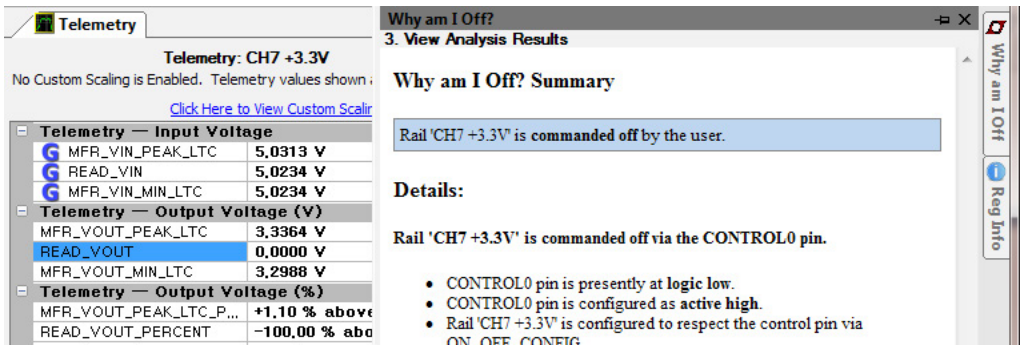 Telemetry
Telemetry: CH7 +3.3V
No Custom Scaling is Enabled. Telemetry values shown
Click Here to View Custom Scalin
Telemetry — Input Voltage
G MFR_VIN_PEAK_LTC 5,0313 V
G READ_VIN 5,0234 V
G MFR_VIN_MIN_LTC 5,0234 V
Telemetry — Output Voltage (V)
MFR_VOUT_PEAK_LTC 3,3364 V
READ_VOUT 0,0000 V
MFR_VOUT_MIN_LTC 3,2988 V
Telemetry — Output Voltage (%)
MFR_VOUT_PEAK_LTC_P... +1,10 % above
READ_VOUT_PERCENT -100,00 % abo
Why am I Off?
3. View Analysis Results
Why am I Off? Summary
Rail 'CH7 +3.3V' is commanded off by the user.
Details:
Rail 'CH7 +3.3V' is commanded off via the CONTROL0 pin.
• CONTROL0 pin is presently at logic low.
• CONTROL0 pin is configured as active high.
• Rail 'CH7 +3.3V' is configured to respect the control pin via
ON_OFF_CONFIG
Why am I Off
Reg Info